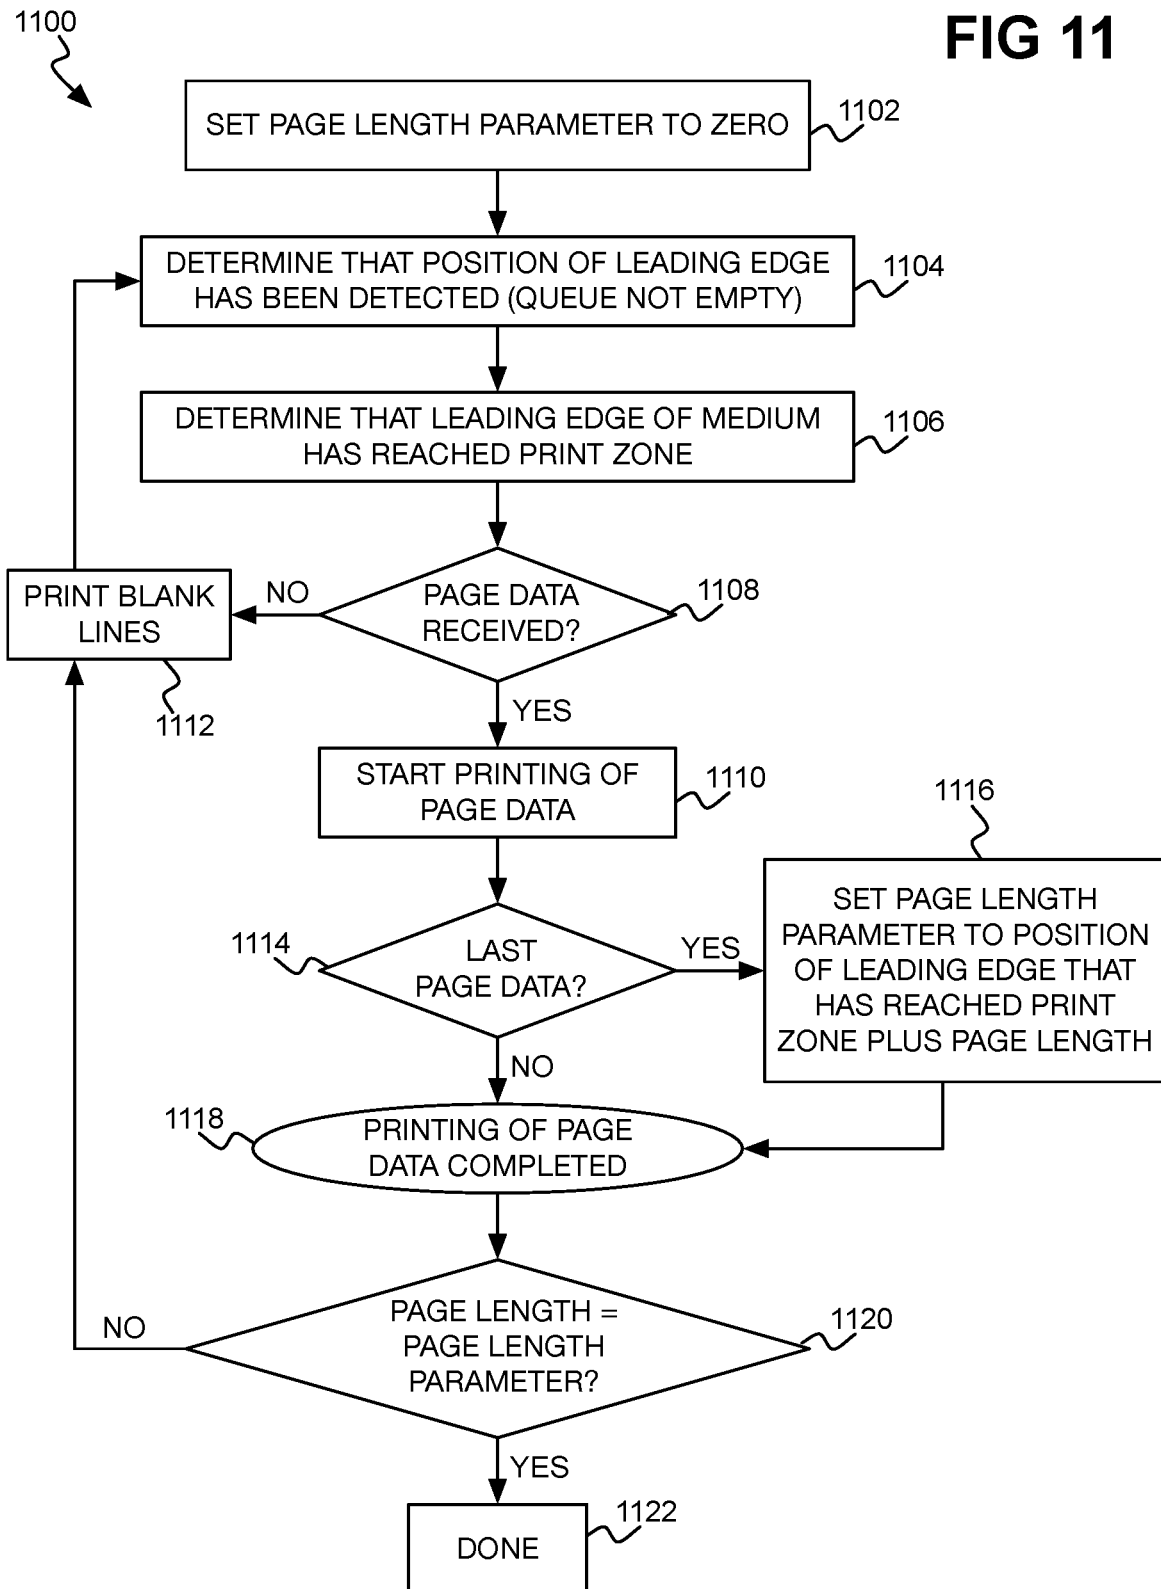 1100
FIG 11
SET PAGE LENGTH PARAMETER TO ZERO
1102
DETERMINE THAT POSITION OF LEADING EDGE
HAS BEEN DETECTED (QUEUE NOT EMPTY)
1104
DETERMINE THAT LEADING EDGE OF MEDIUM
HAS REACHED PRINT ZONE
1106
PAGE DATA
RECEIVED?
1108
NO
PRINT BLANK
LINES
1112
YES
START PRINTING OF
PAGE DATA
1110
LAST
PAGE DATA?
1114
YES
1116
SET PAGE LENGTH
PARAMETER TO POSITION
OF LEADING EDGE THAT
HAS REACHED PRINT
ZONE PLUS PAGE LENGTH
NO
1118
PRINTING OF PAGE
DATA COMPLETED
PAGE LENGTH =
PAGE LENGTH
PARAMETER?
1120
NO
YES
DONE
1122